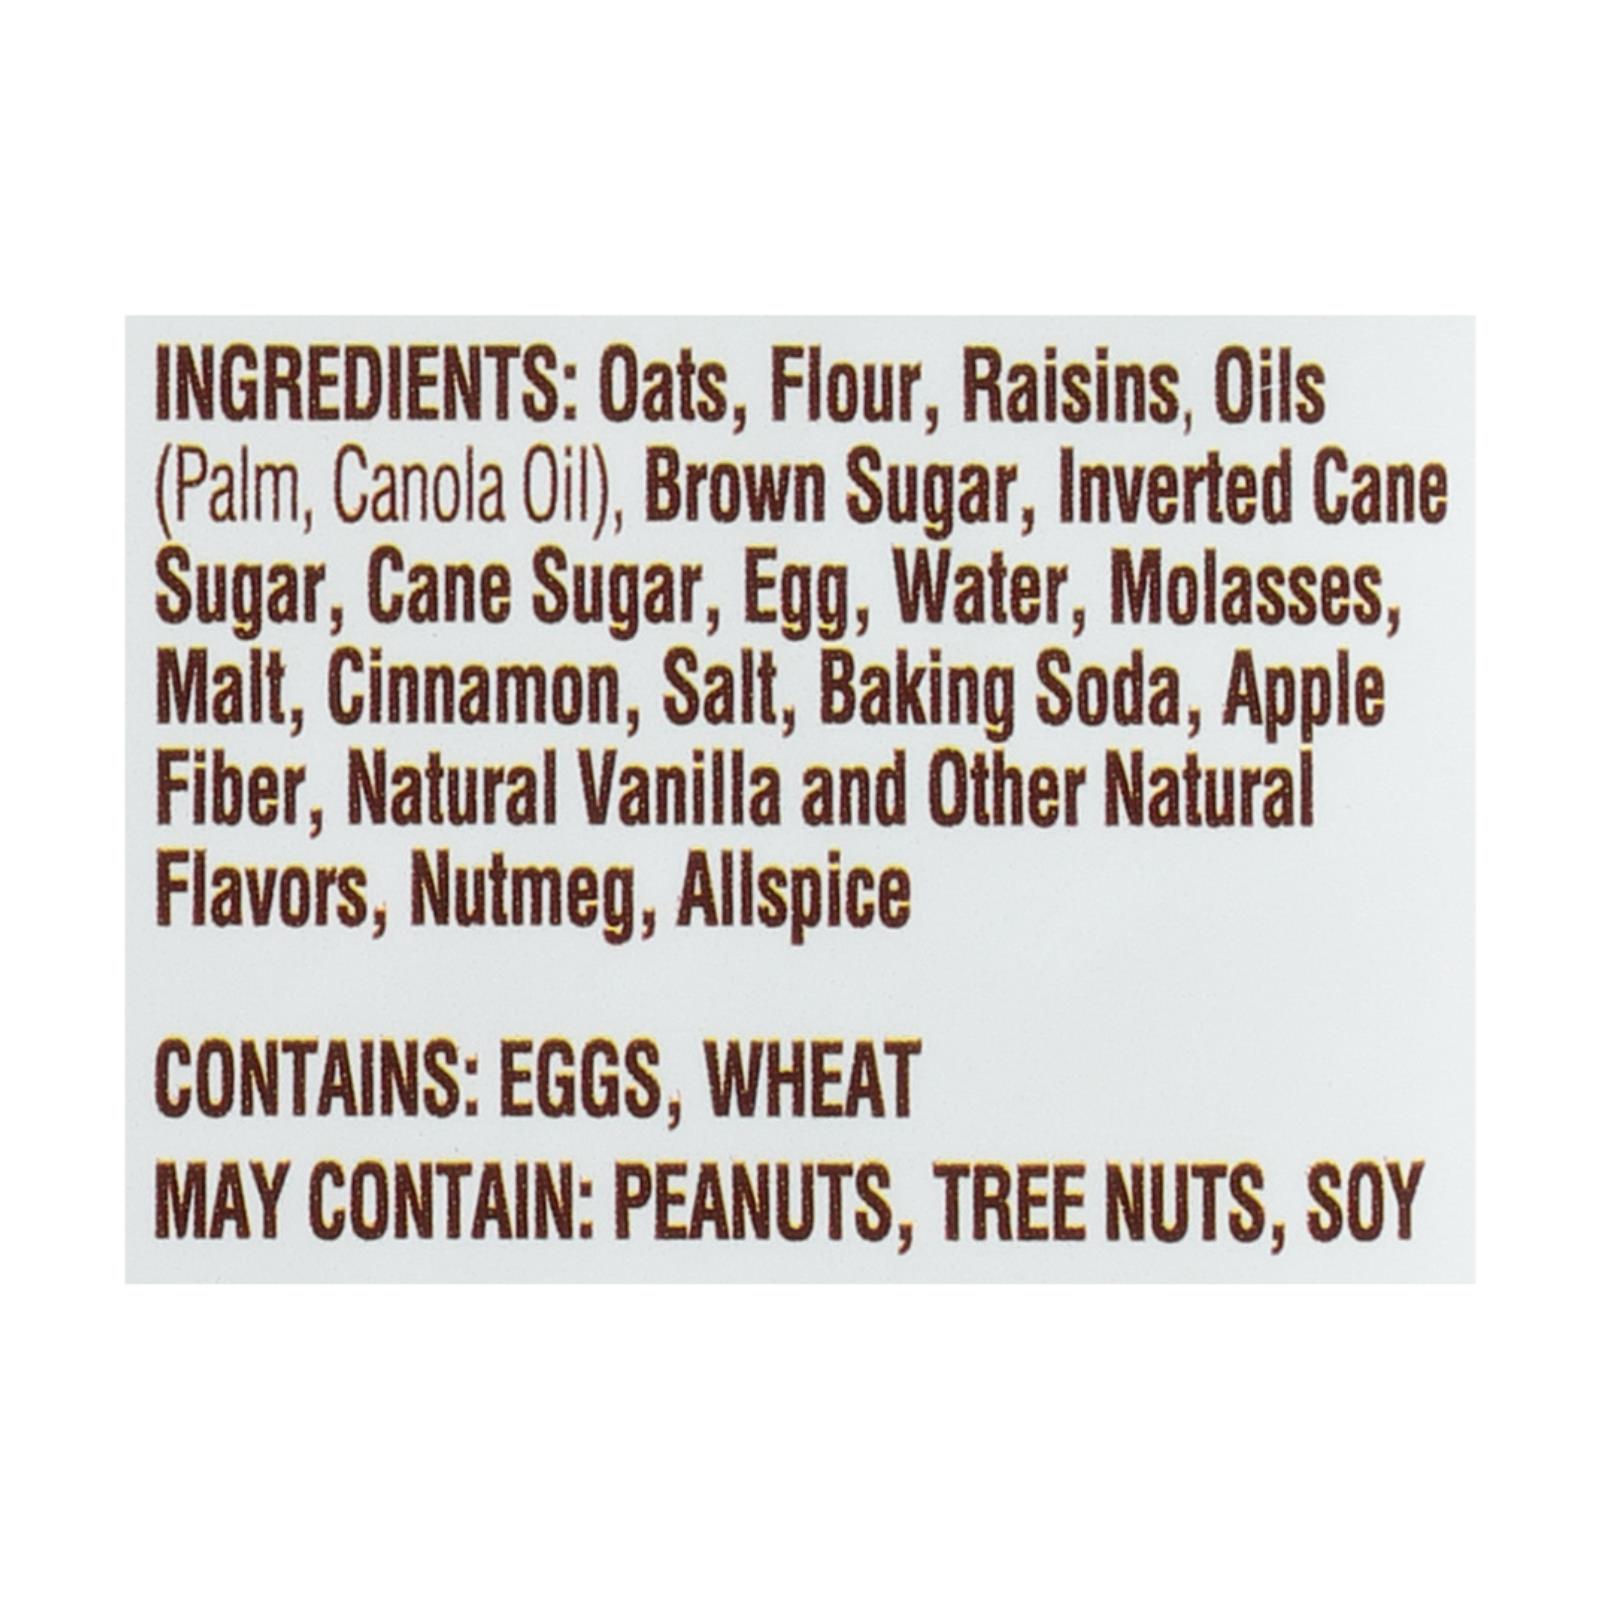 INGREDIENTS: Oats, Flour, Raisins, Oils
(Palm, Canola Oil), Brown Sugar, Inverted Cane
Sugar, Cane Sugar, Egg, Water, Molasses,
Malt, Cinnamon, Salt, Baking Soda, Apple
Fiber, Natural Vanilla and Other Natural
Flavors, Nutmeg, Allspice
CONTAINS: EGGS, WHEAT
MAY CONTAIN: PEANUTS, TREE NUTS, SOY